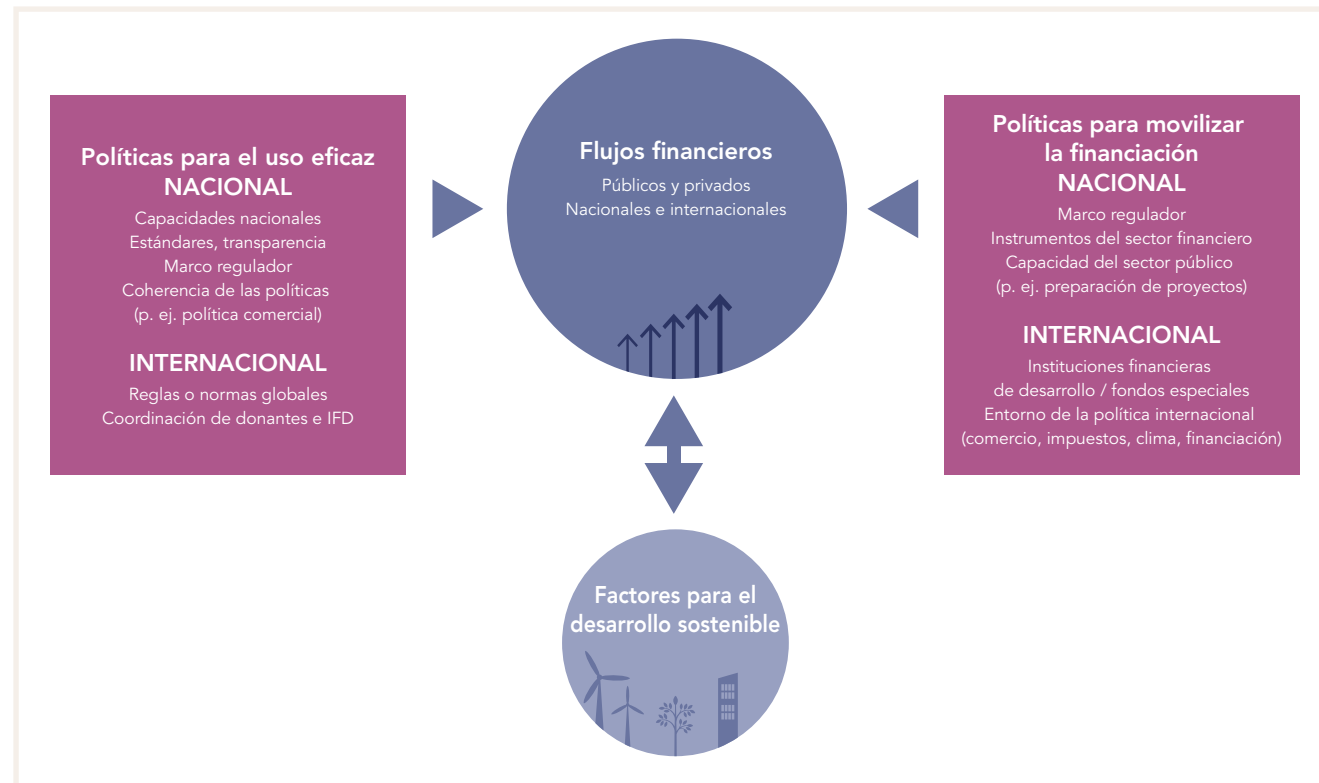 Políticas para el uso eficaz
NACIONAL
Capacidades nacionales
Estándares, transparencia
Marco regulador
Coherencia de las políticas
(p. ej. política comercial)
INTERNACIONAL
Reglas o normas globales
Coordinación de donantes e IFD
Flujos financieros
Públicos y privados
Nacionales e internacionales
Políticas para movilizar
la financiación
NACIONAL
Marco regulador
Instrumentos del sector financiero
Capacidad del sector público
(p. ej. preparación de proyectos)
INTERNACIONAL
Instituciones financieras
de desarrollo / fondos especiales
Entorno de la política internacional
(comercio, impuestos, clima, financiación)
Factores para el
desarrollo sostenible